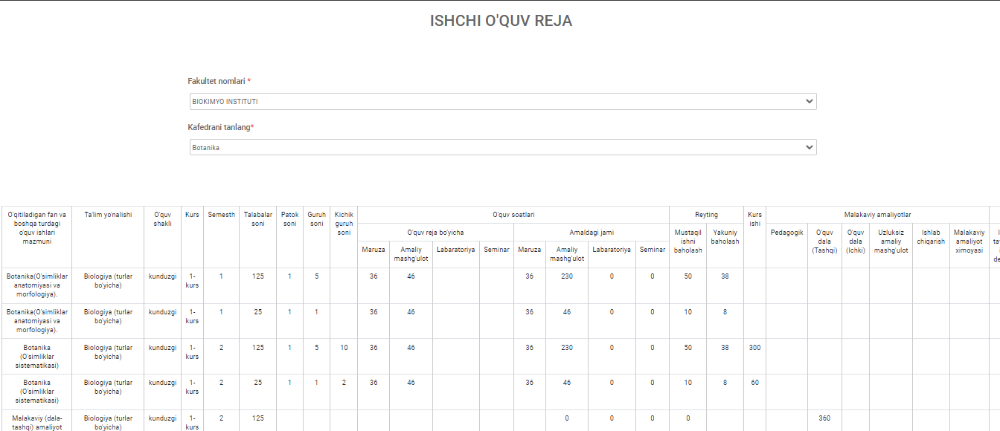 ISHCHI O'QUV REJA
Fakultet nomlari *
BIOKIMYO INSTITUTI
Kafedrani tanlang*
Botanika
O'qitiladigan fan va boshqa turdagi o'quv ishlari mazmuni Ta'lim yo'nalishi O'quv shakli Kurs Semesth Talabalar soni Patok soni Guruh soni Kichik guruh soni O'quv soatlari Reyting Kurs ishi Malakaviy amaliyotlar
O'quv reja bo'yicha Amaldagi jami Mustaqil ishni baholash Yakuniy baholash Pedagogik O'quv dala (Tashqi) O'quv dala (Ichki) Uzluksiz amaliy mashg'ulot Ishlab chiqarish Malakaviy amaliyot ximoyasi
Maruza Amaliy mashg'ulot Labaratoriya Seminar Maruza Amaliy mashg'ulot Labaratoriya Seminar
Botanika(O'simliklar anatomiyasi va morfologiya). Biologiya (turlar bo'yicha) kunduzgi 1-kurs 1 125 1 5 36 46 36 230 0 0 50 38
Botanika(O'simliklar anatomiyasi va morfologiya). Biologiya (turlar bo'yicha) kunduzgi 1-kurs 1 25 1 1 36 46 36 46 0 0 10 8
Botanika (O'simliklar sistematikasi) Biologiya (turlar bo'yicha) kunduzgi 1-kurs 2 125 1 5 10 36 46 36 230 0 0 50 38 300
Botanika (O'simliklar sistematikasi) Biologiya (turlar bo'yicha) kunduzgi 1-kurs 2 25 1 1 2 36 46 36 46 0 0 10 8 60
Malakaviy (dala-tashqi) amaliyot Biologiya (turlar bo'yicha) kunduzgi 1-kurs 2 125 0 0 0 0 360